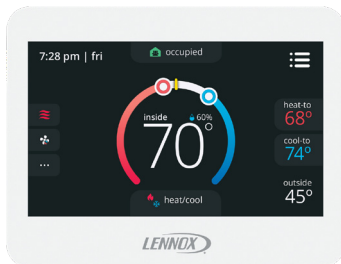 7:28 pm | fri
occupied
inside
60%
70°
heat-to
68°
cool-to
74°
outside
45°
heat/cool
LENNOX